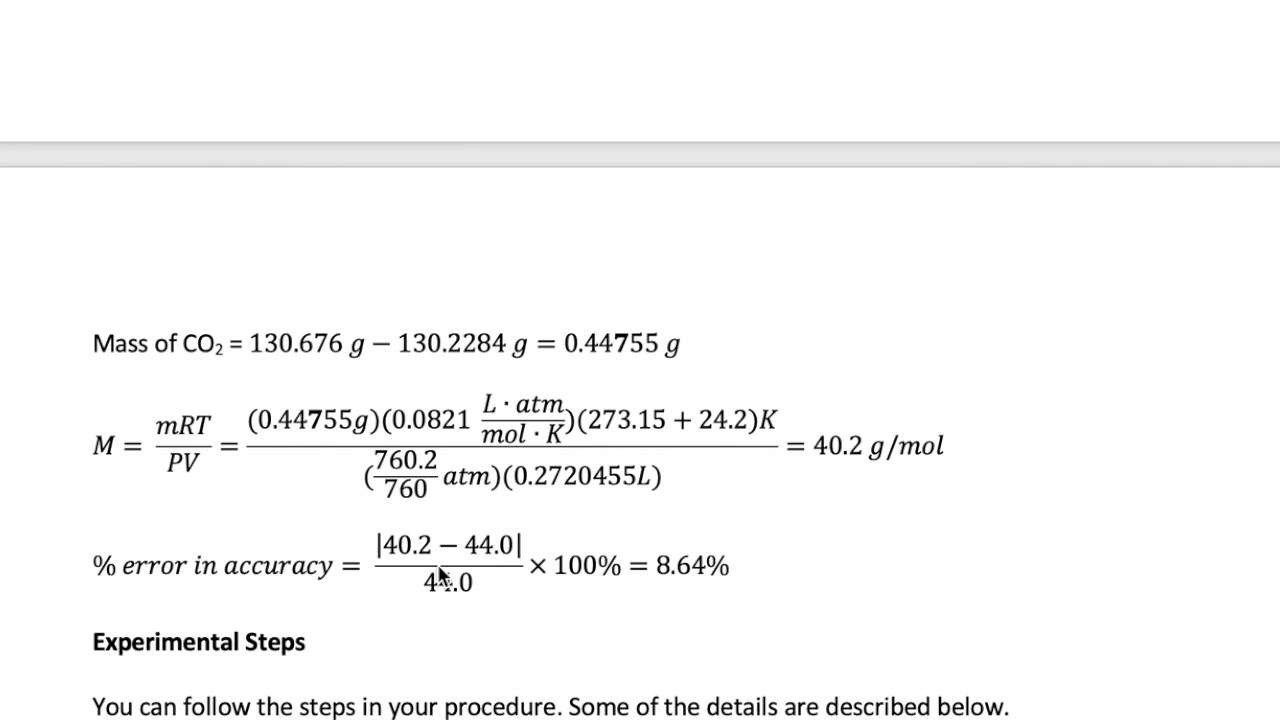 Mass of CO₂ = 130.676 g − 130.2284 g = 0.44755 g
M = mRT/PV = (0.44755g)(0.0821 L · atm/mol · K)(273.15 + 24.2)K / (760.2/760 atm)(0.2720455L) = 40.2 g/mol
% error in accuracy = |40.2 − 44.0|/44.0 × 100% = 8.64%
Experimental Steps
You can follow the steps in your procedure. Some of the details are described below.